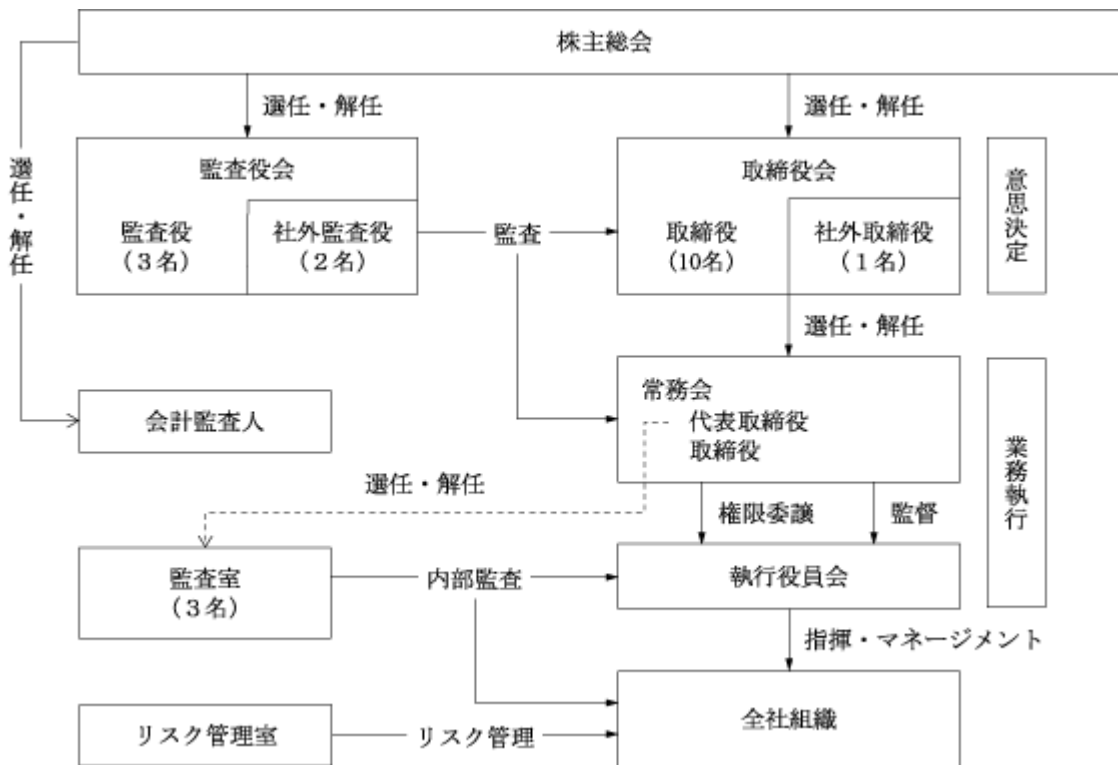 株主総会
選任・解任
選任・解任
選任・解任
監査役会
監査役
（３名）
社外監査役
（２名）
監査
取締役会
取締役
（10名）
社外取締役
（１名）
意思決定
選任・解任
会計監査人
常務会
代表取締役
取締役
業務執行
選任・解任
権限委譲
監督
監査室
（３名）
内部監査
執行役員会
指揮・マネージメント
リスク管理室
リスク管理
全社組織